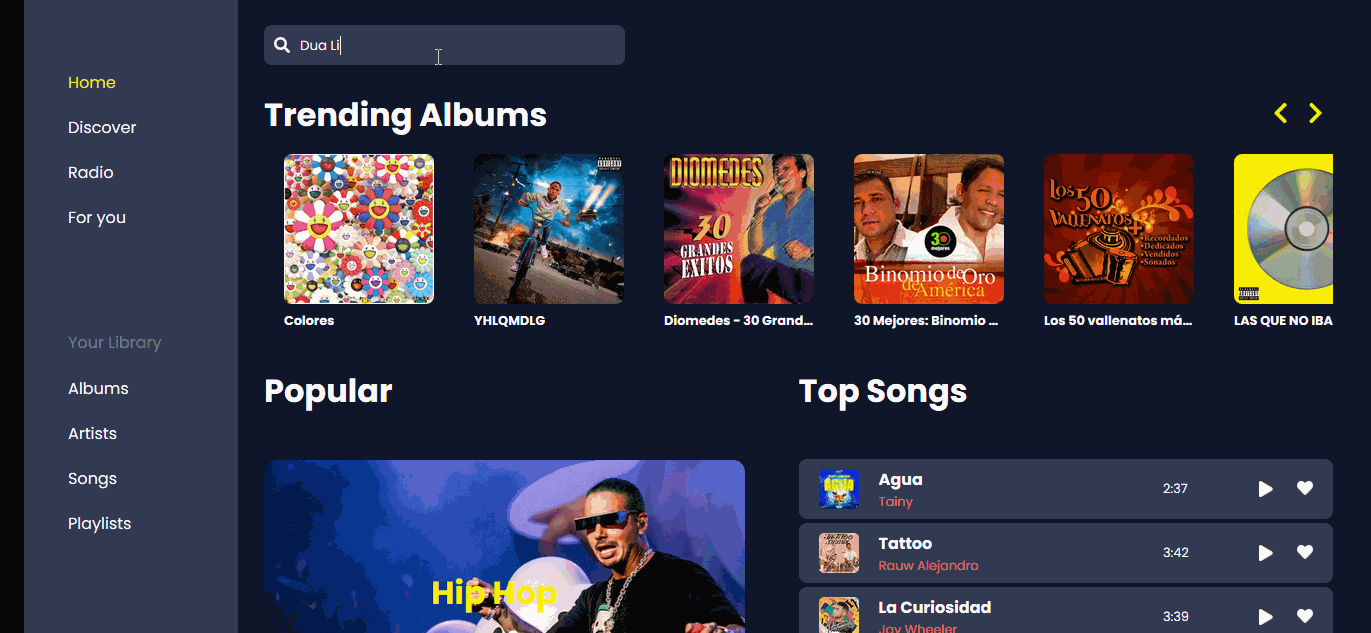 Dua Li
Home
Discover
Radio
For you
Your Library
Albums
Artists
Songs
Playlists
Trending Albums
DIOMEDES
30
GRANDES
EXITOS
30
mejores
Binomio de Oro
de América
Los 50
VALLENATOS
+
•Recordados
•Dedicados
•Vendidos
•Sonados
Colores
YHLQMDLG
Diomedes - 30 Grand...
30 Mejores: Binomio ...
Los 50 vallenatos má...
LAS QUE NO IBA
Popular
Hip Hop
Top Songs
AGUA
Agua
Tainy
2:37
TATTOO
Tattoo
Rauw Alejandro
3:42
La Curiosidad
Jay Wheeler
3:39